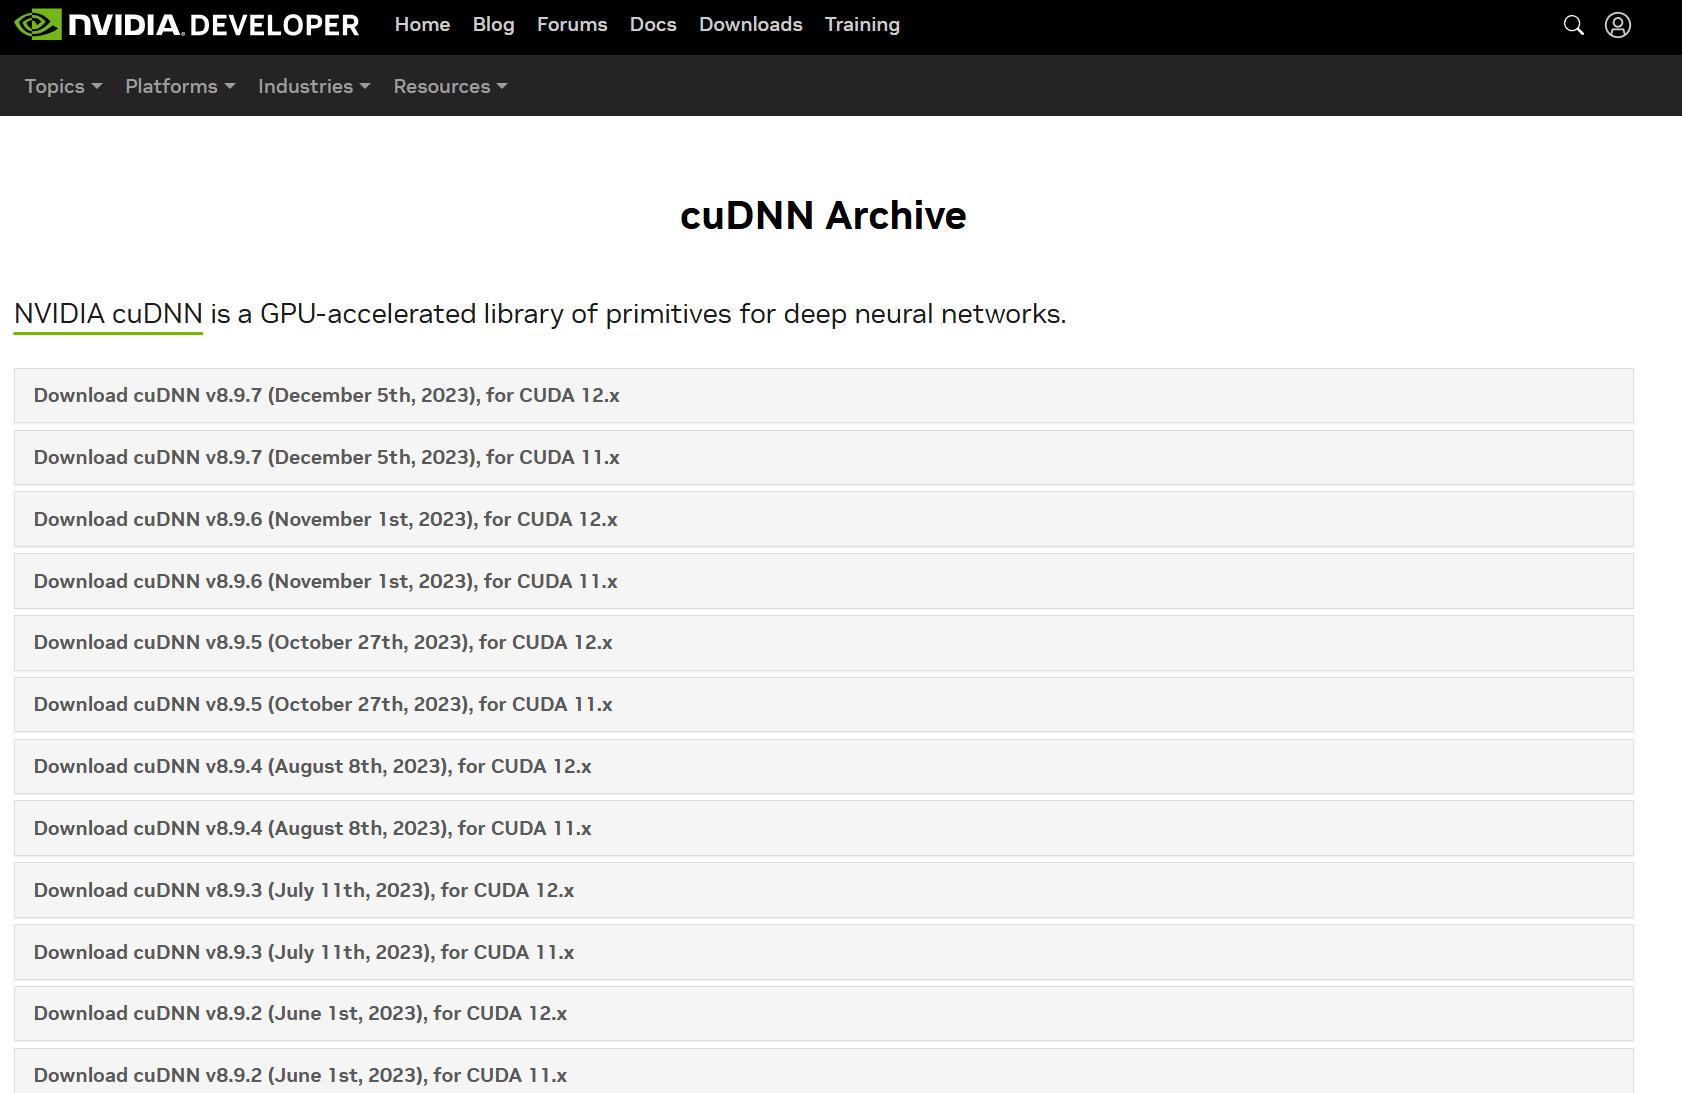 NVIDIA. DEVELOPER Home Blog Forums Docs Downloads Training
Topics Platforms Industries Resources
cuDNN Archive
NVIDIA cuDNN is a GPU-accelerated library of primitives for deep neural networks.
Download cuDNN v8.9.7 (December 5th, 2023), for CUDA 12.x
Download cuDNN v8.9.7 (December 5th, 2023), for CUDA 11.x
Download cuDNN v8.9.6 (November 1st, 2023), for CUDA 12.x
Download cuDNN v8.9.6 (November 1st, 2023), for CUDA 11.x
Download cuDNN v8.9.5 (October 27th, 2023), for CUDA 12.x
Download cuDNN v8.9.5 (October 27th, 2023), for CUDA 11.x
Download cuDNN v8.9.4 (August 8th, 2023), for CUDA 12.x
Download cuDNN v8.9.4 (August 8th, 2023), for CUDA 11.x
Download cuDNN v8.9.3 (July 11th, 2023), for CUDA 12.x
Download cuDNN v8.9.3 (July 11th, 2023), for CUDA 11.x
Download cuDNN v8.9.2 (June 1st, 2023), for CUDA 12.x
Download cuDNN v8.9.2 (June 1st, 2023), for CUDA 11.x